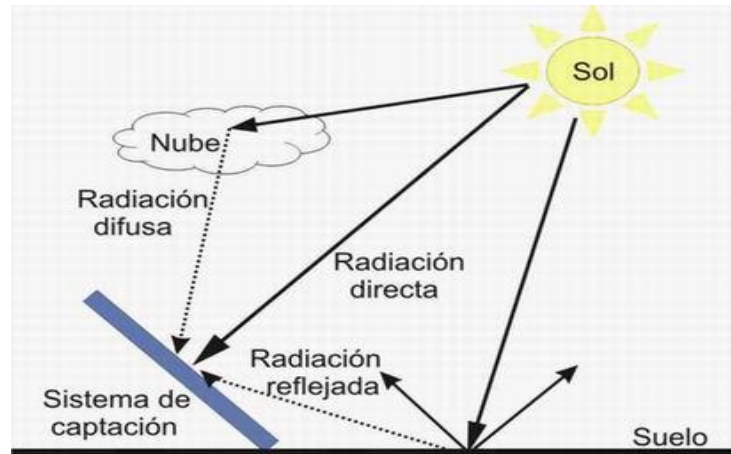 Sol
Nube
Radiación
difusa
Radiación
directa
Radiación
reflejada
Sistema de
captación
Suelo